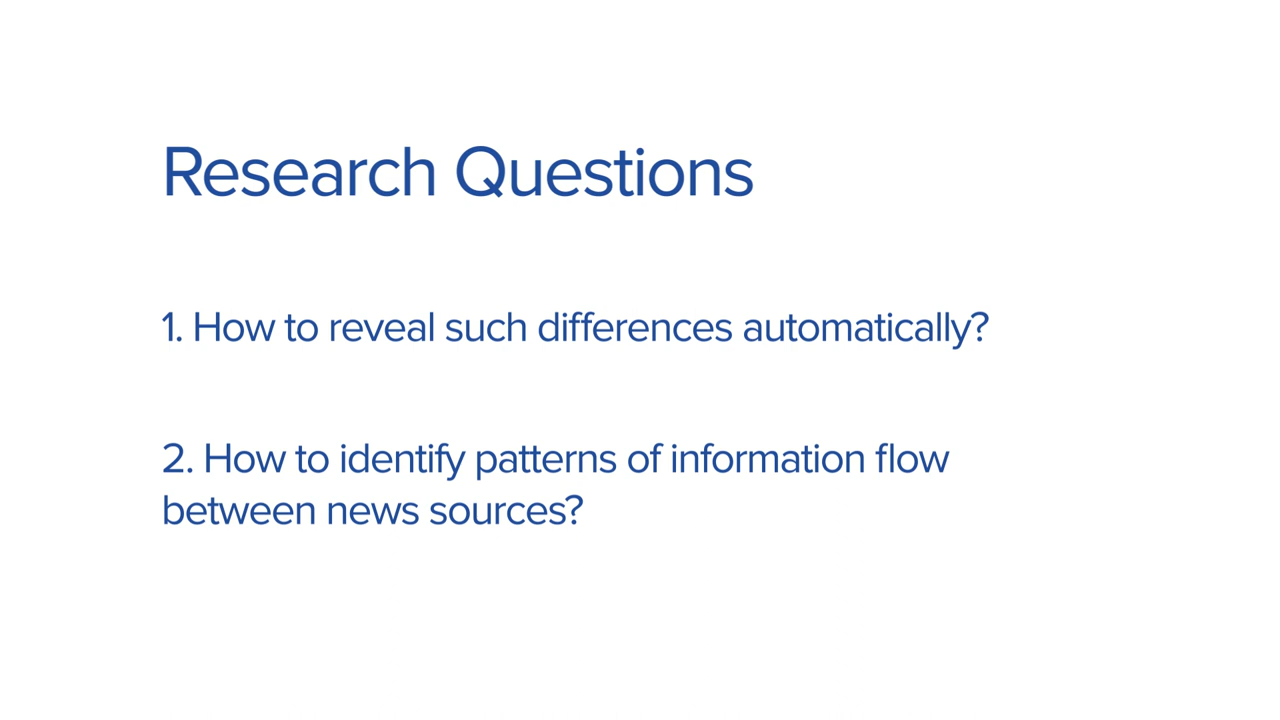 Research Questions
1. How to reveal such differences automatically?
2. How to identify patterns of information flow
between news sources?